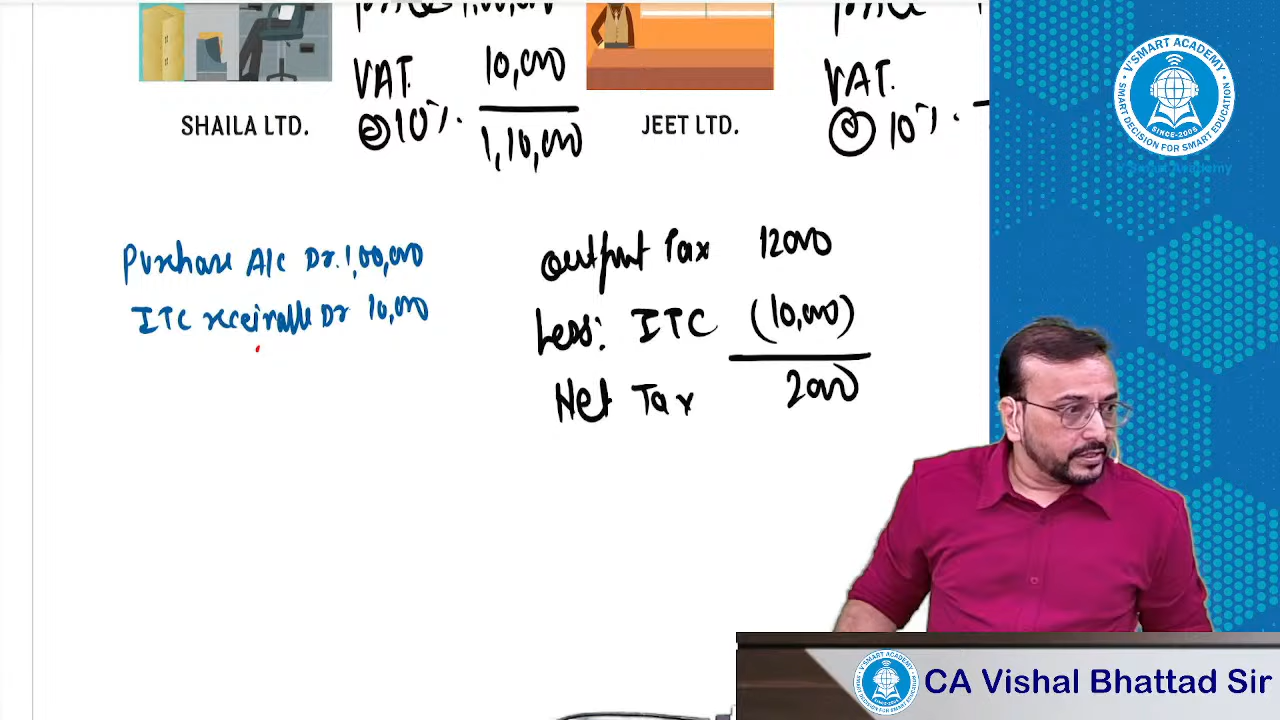 10,000
VAT.
@ 10%.
1,10,000
SHAILA LTD.
JEET LTD.
VAT.
@ 10%.
Purchase A/c Dr. 1,00,000
ITC receivable Dr 10,000
Output Tax 12000
Less: ITC (10,000)
Net Tax 2000
V'SMART ACADEMY
SMART DECISION FOR SMART EDUCATION
SINCE-2005
V'Smart Academy
CA Vishal Bhattad Sir